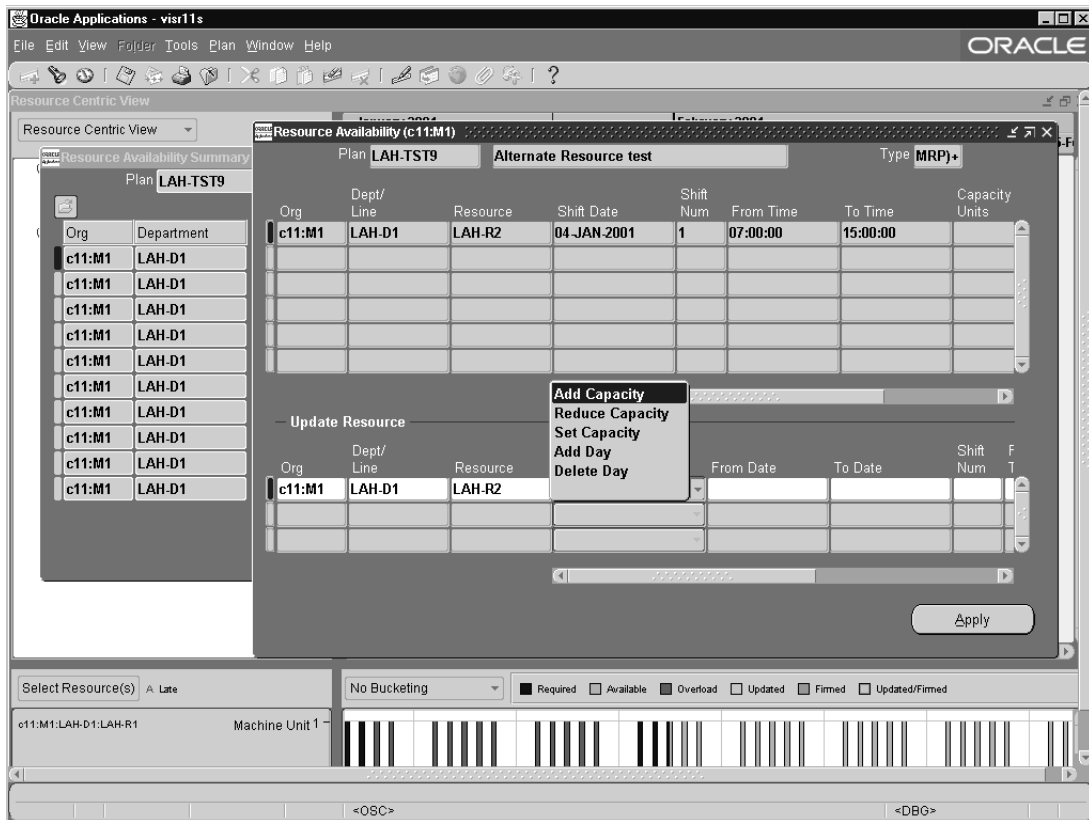 Oracle Applications - visr11s
File Edit View Folder Tools Plan Window Help
ORACLE
Resource Centric View
Resource Centric View
Resource Availability Summary
Plan LAH-TST9
Org Department
c11:M1 LAH-D1
c11:M1 LAH-D1
c11:M1 LAH-D1
c11:M1 LAH-D1
c11:M1 LAH-D1
c11:M1 LAH-D1
c11:M1 LAH-D1
c11:M1 LAH-D1
c11:M1 LAH-D1
c11:M1 LAH-D1
Resource Availability (c11:M1)
Plan LAH-TST9 Alternate Resource test Type MRP)+
Dept/ Shift Capacity
Org Line Resource Shift Date Num From Time To Time Units
c11:M1 LAH-D1 LAH-R2 04-JAN-2001 1 07:00:00 15:00:00
Add Capacity
Reduce Capacity
Set Capacity
Add Day
Delete Day
Update Resource
Dept/ Shift F
Org Line Resource From Date To Date Num T
c11:M1 LAH-D1 LAH-R2
Apply
Select Resource(s) A Late No Bucketing Required Available Overload Updated Firmed Updated/Firmed
c11:M1:LAH-D1:LAH-R1 Machine Unit 1
<OSC> <DBG>